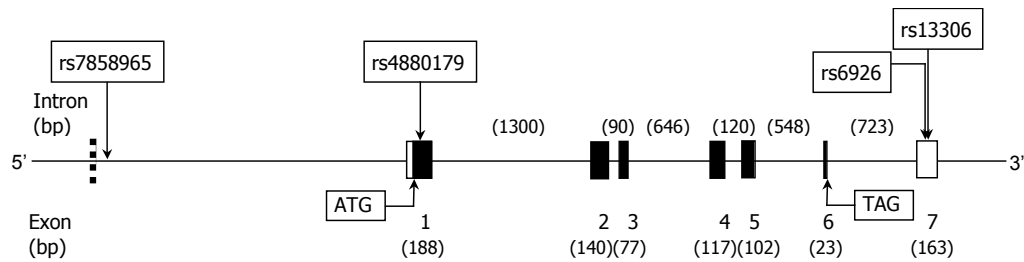 rs13306
rs7858965
rs4880179
rs6926
Intron
(bp)
(1300)
(90)
(646)
(120)
(548)
(723)
5’
3’
ATG
TAG
Exon
(bp)
1
2
3
4
5
6
7
(188)
(140)(77)
(117)(102)
(23)
(163)